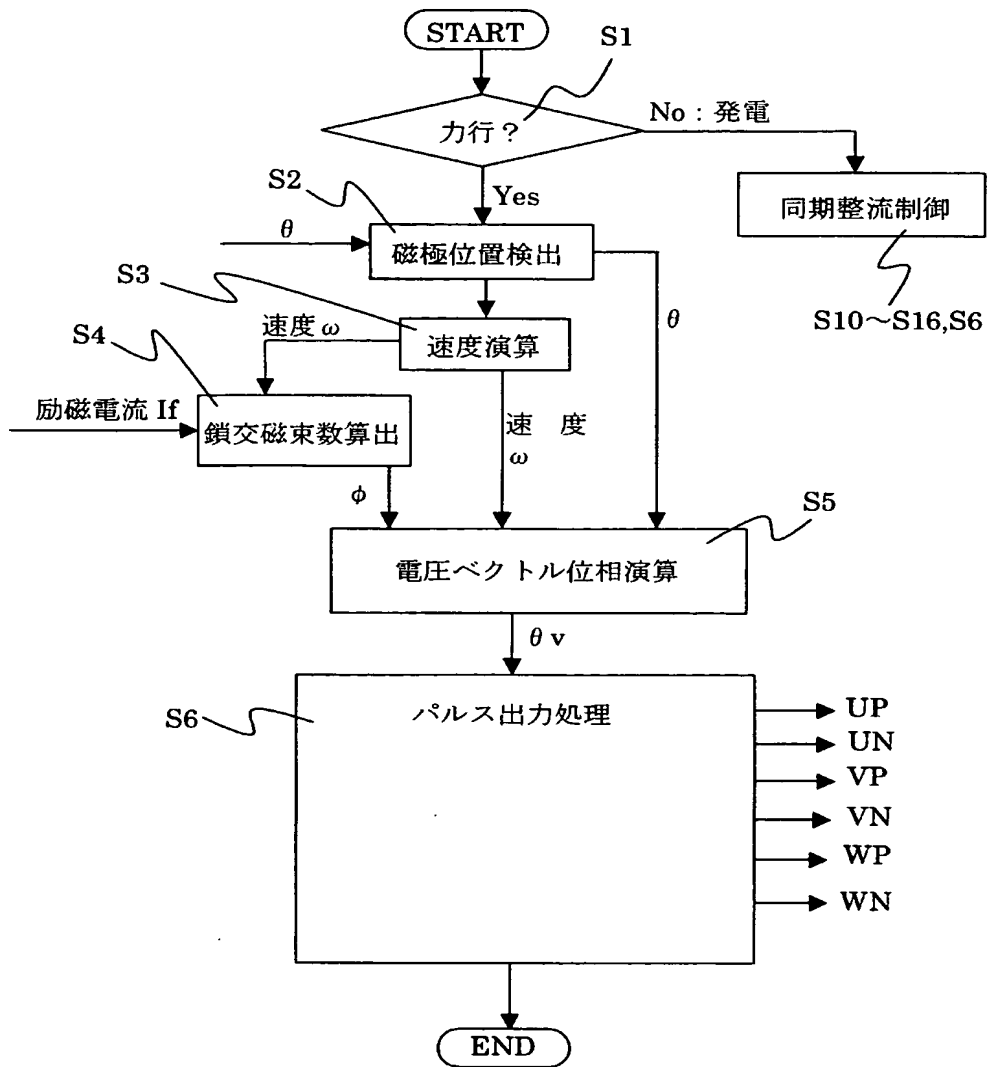 START
S1
力行？
No：発電
Yes
S2
θ
磁極位置検出
同期整流制御
S10～S16,S6
S3
速度 ω
速度演算
θ
S4
励磁電流 If
鎖交磁束数算出
速 度
ω
φ
S5
電圧ベクトル位相演算
θ v
S6
パルス出力処理
UP
UN
VP
VN
WP
WN
END